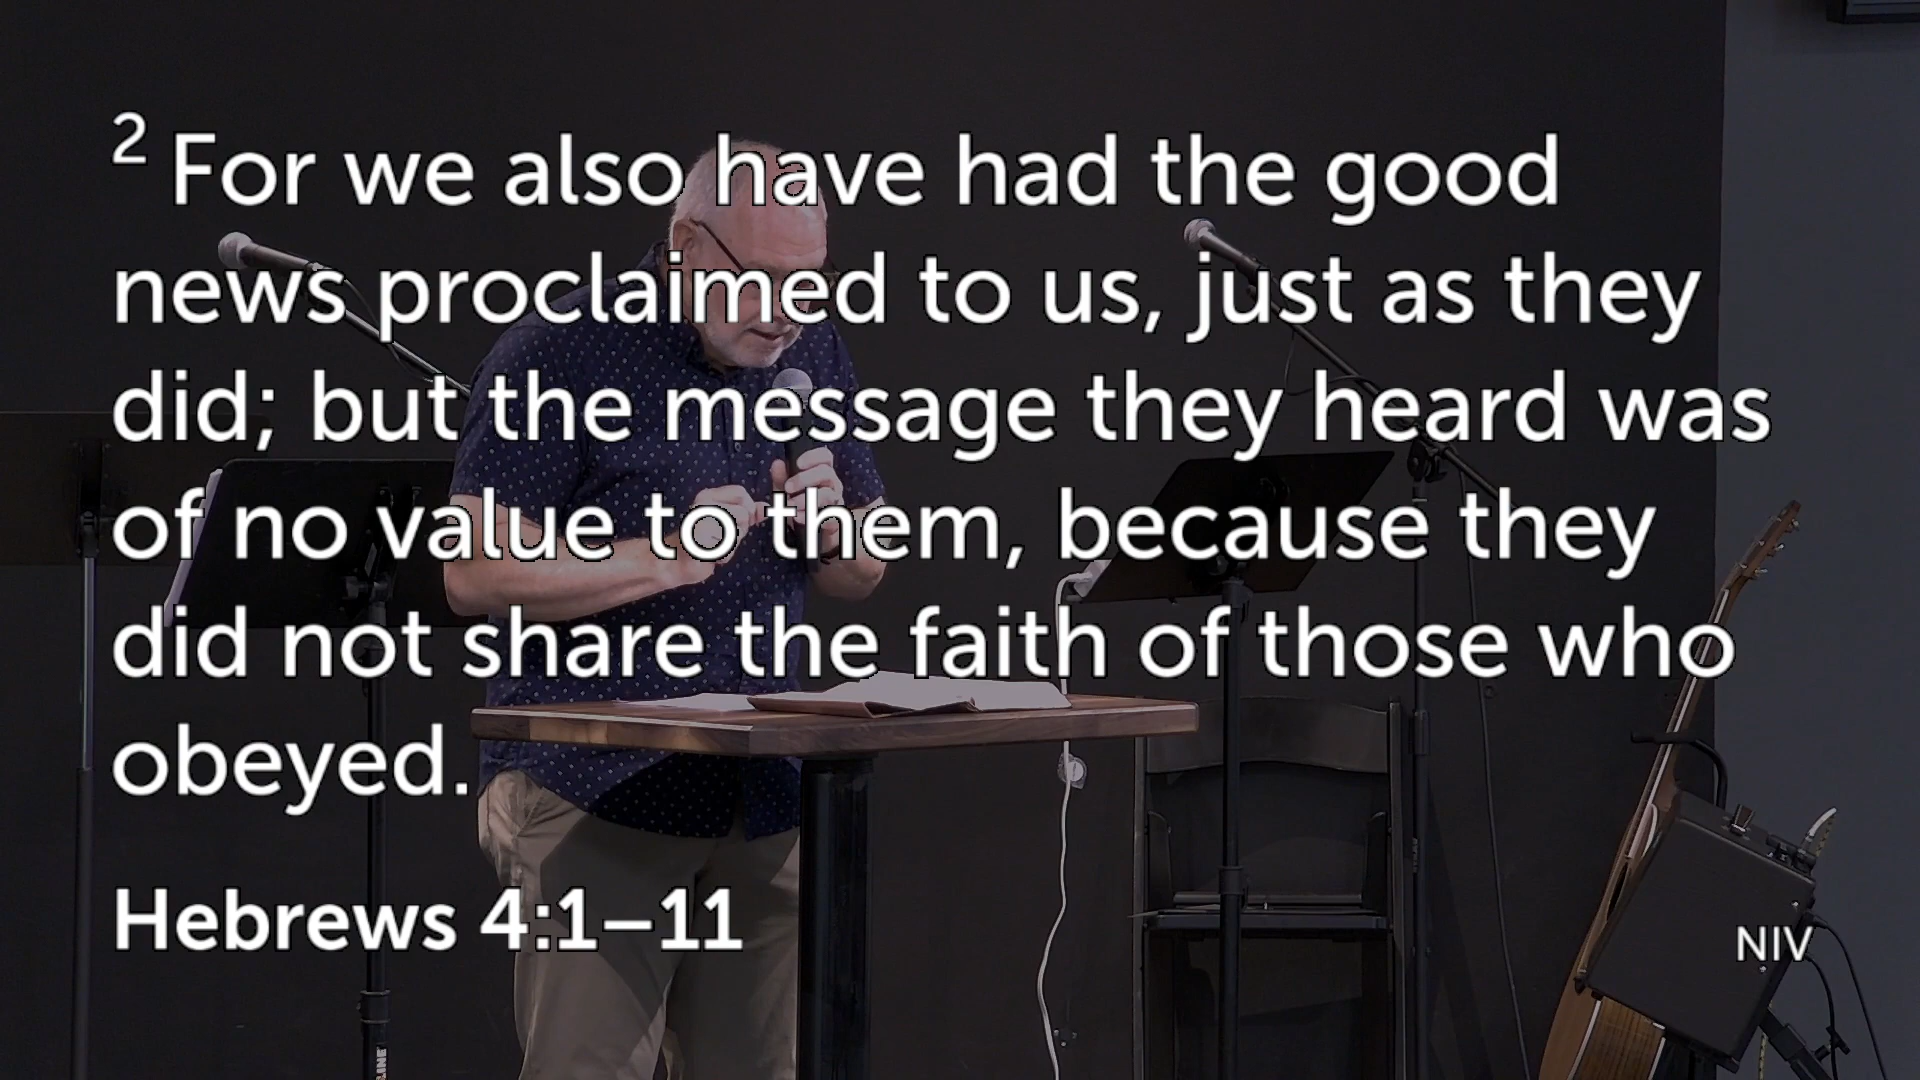 2 For we also have had the good
news proclaimed to us, just as they
did; but the message they heard was
of no value to them, because they
did not share the faith of those who
obeyed.
Hebrews 4:1–11
NIV